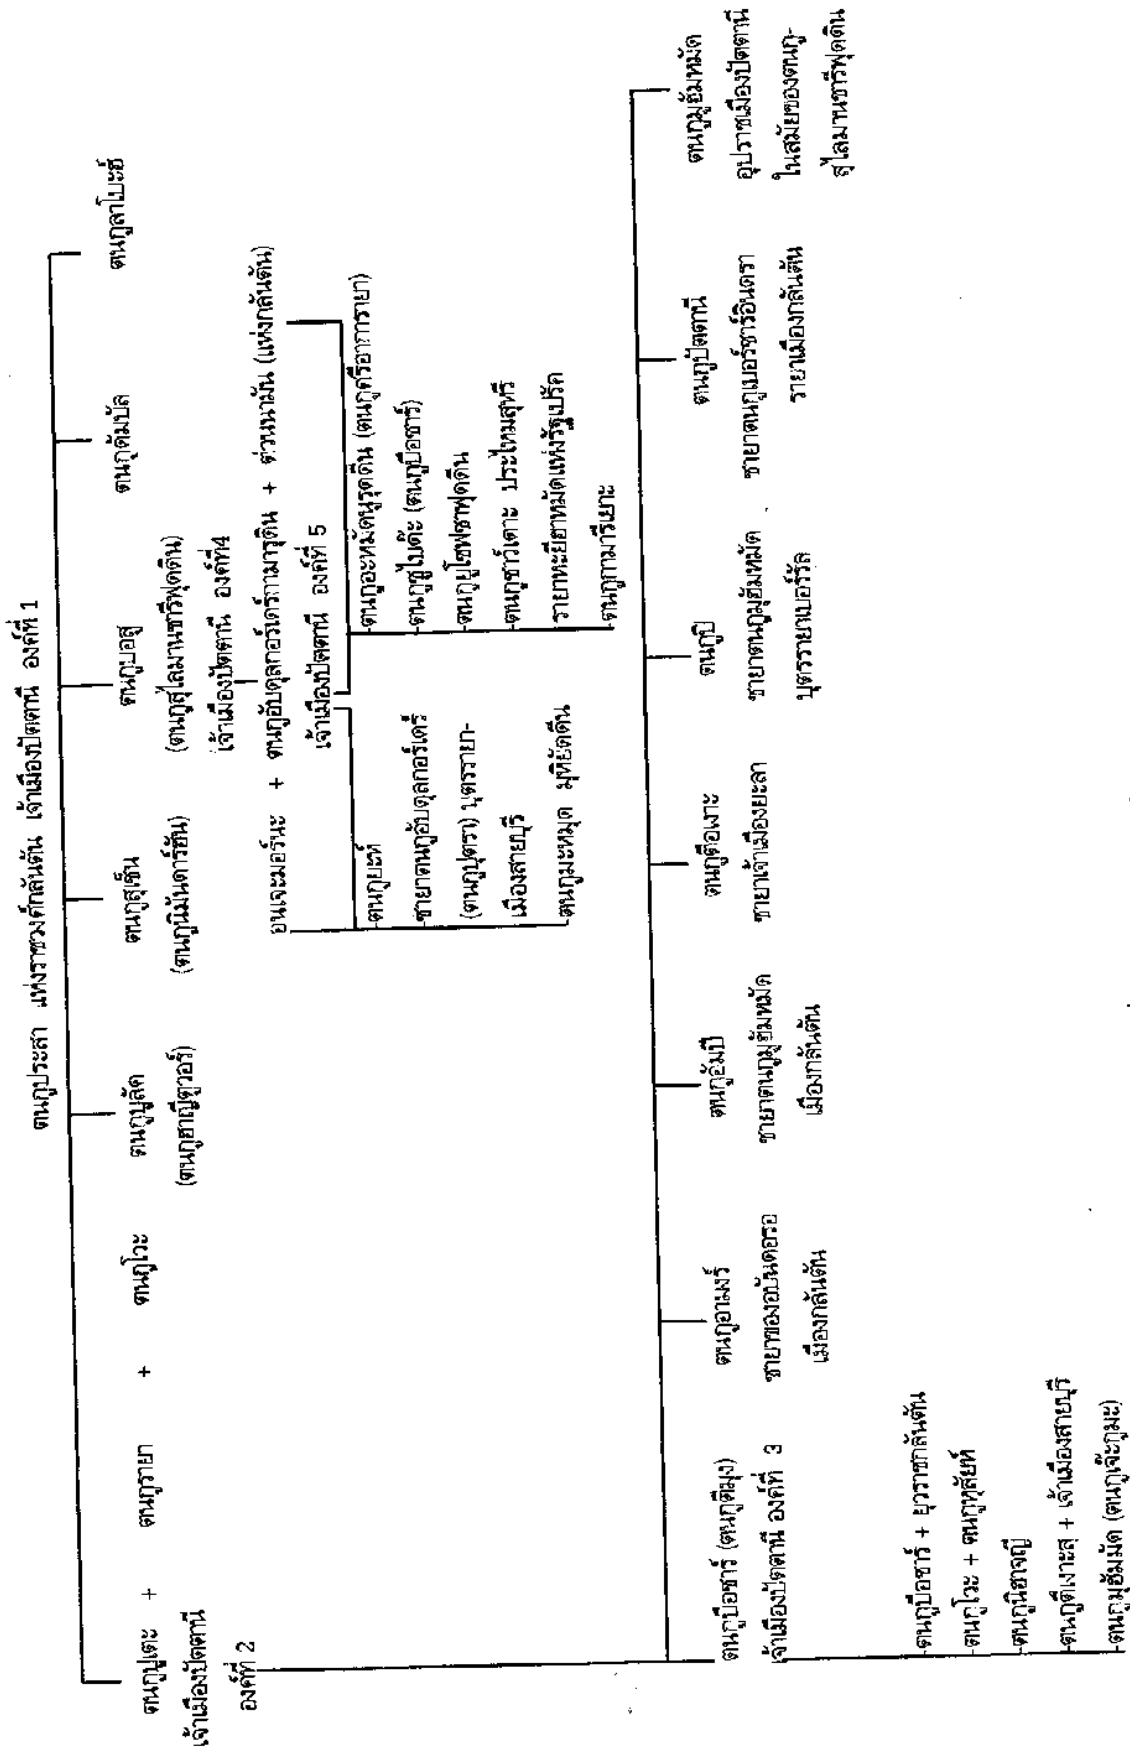 ตนกูประสา แห่งราชวงศ์กลันตัน เจ้าเมืองปัตตานี องค์ที่ 1
ตนกูปูเตะ + ตนกูรายา + ตนกูโวะ
เจ้าเมืองปัตตานี
องค์ที่ 2
ตนกูบูลัด
(ตนกูฮาญีตูวอร์)
ตนกูสุเซ็น
(ตนกูนิมันดาร์ฮัน)
ตนกูบอสู
(ตนกูสุไลมานชารีฟุดดิน)
เจ้าเมืองปัตตานี องค์ที่4
ตนกูตัมบัล
ตนกูลาโบะฮ์
อนเจะมอร์นะ + ตนกูอับดุลกอร์เดร์กามารุดิน + ต่วนนามัน (แห่งกลันตัน)
เจ้าเมืองปัตตานี องค์ที่ 5
ตนกูยะห์
ชายาตนกูอับดุลกอร์เดร์
(ตนกูปุตรา) บุตรรายา-
เมืองสายบุรี
ตนกูมะหมุด มุหิยัดดีน
ตนกูอะหมัดนูรุดดีน (ตนกูศรีอาการายา)
ตนกูซูไบด๊ะ (ตนกูบือซาร์)
ตนกูยูโซฟซาฟุดดีน
ตนกูซาว์เดาะ ประไหมสุหรี
รายาหะยีฮาหมัดแห่งรัฐเปรัค
ตนกูกามารีเยาะ
ตนกูบือซาร์ (ตนกูตีมุง)
เจ้าเมืองปัตตานี องค์ที่ 3
ตนกูอานงร์
ชายาของอบันดอรอ
เมืองกลันตัน
ตนกูอัมบี
ชายาตนกูมูฮัมหมัด
เมืองกลันตัน
ตนกูตือเงาะ
ชายาเจ้าเมืองยะลา
ตนกูปิ
ชายาตนกูมูฮัมหมัด
บุตรรายาเบอร์รัล
ตนกูปัตตานี
ชายาตนกูเบอร์ซาร์อินดรา
รายาเมืองกลันตัน
ตนกูมูฮัมหมัด
อุปราชเมืองปัตตานี
ในสมัยของตนกู-
สุไลมานชารีฟุดดิน
ตนกูบือซาร์ + ยุวราชกลันตัน
ตนกูโวะ + ตนกูหุสัยห์
ตนกูนิฮาจญี
ตนกูตีเงาะสุ + เจ้าเมืองสายบุรี
ตนกูมูฮัมมัด (ตนกูเจ๊ะกูมะ)